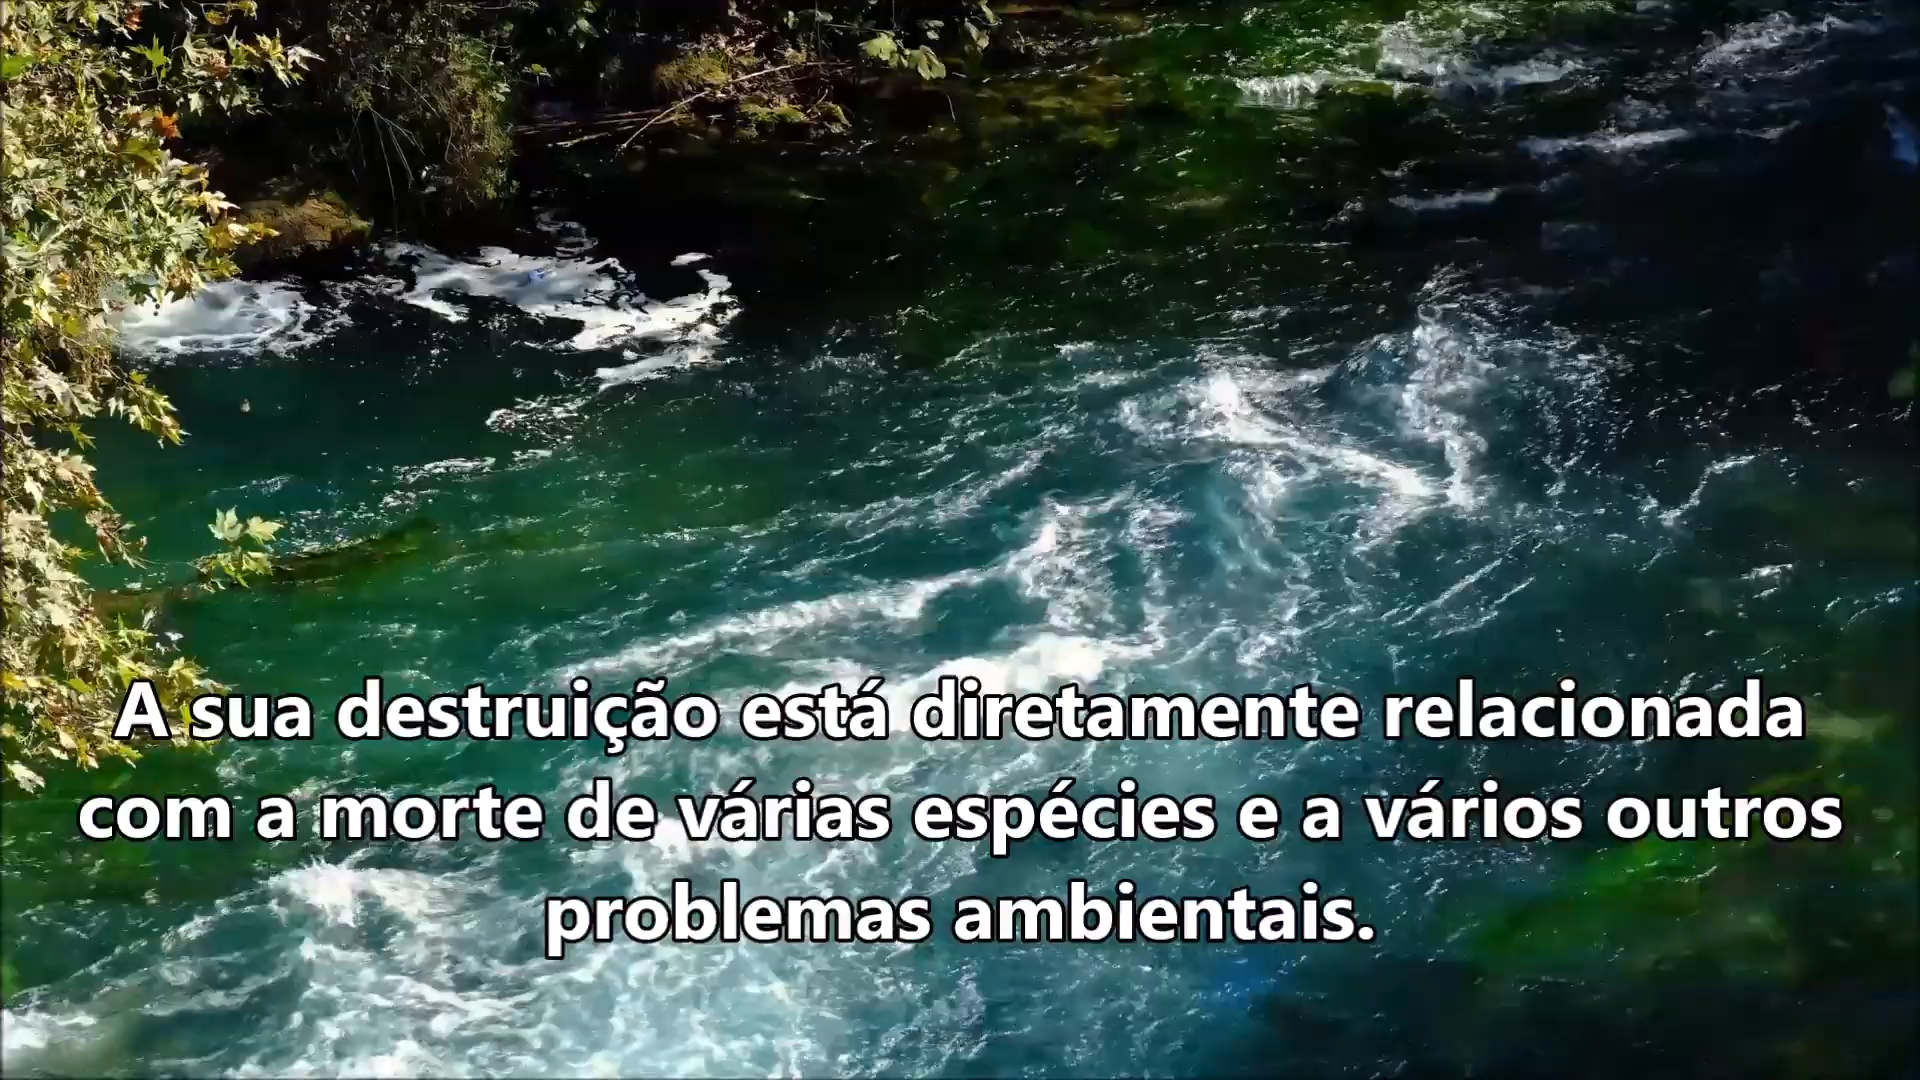 A sua destruição está diretamente relacionada
com a morte de várias espécies e a vários outros
problemas ambientais.